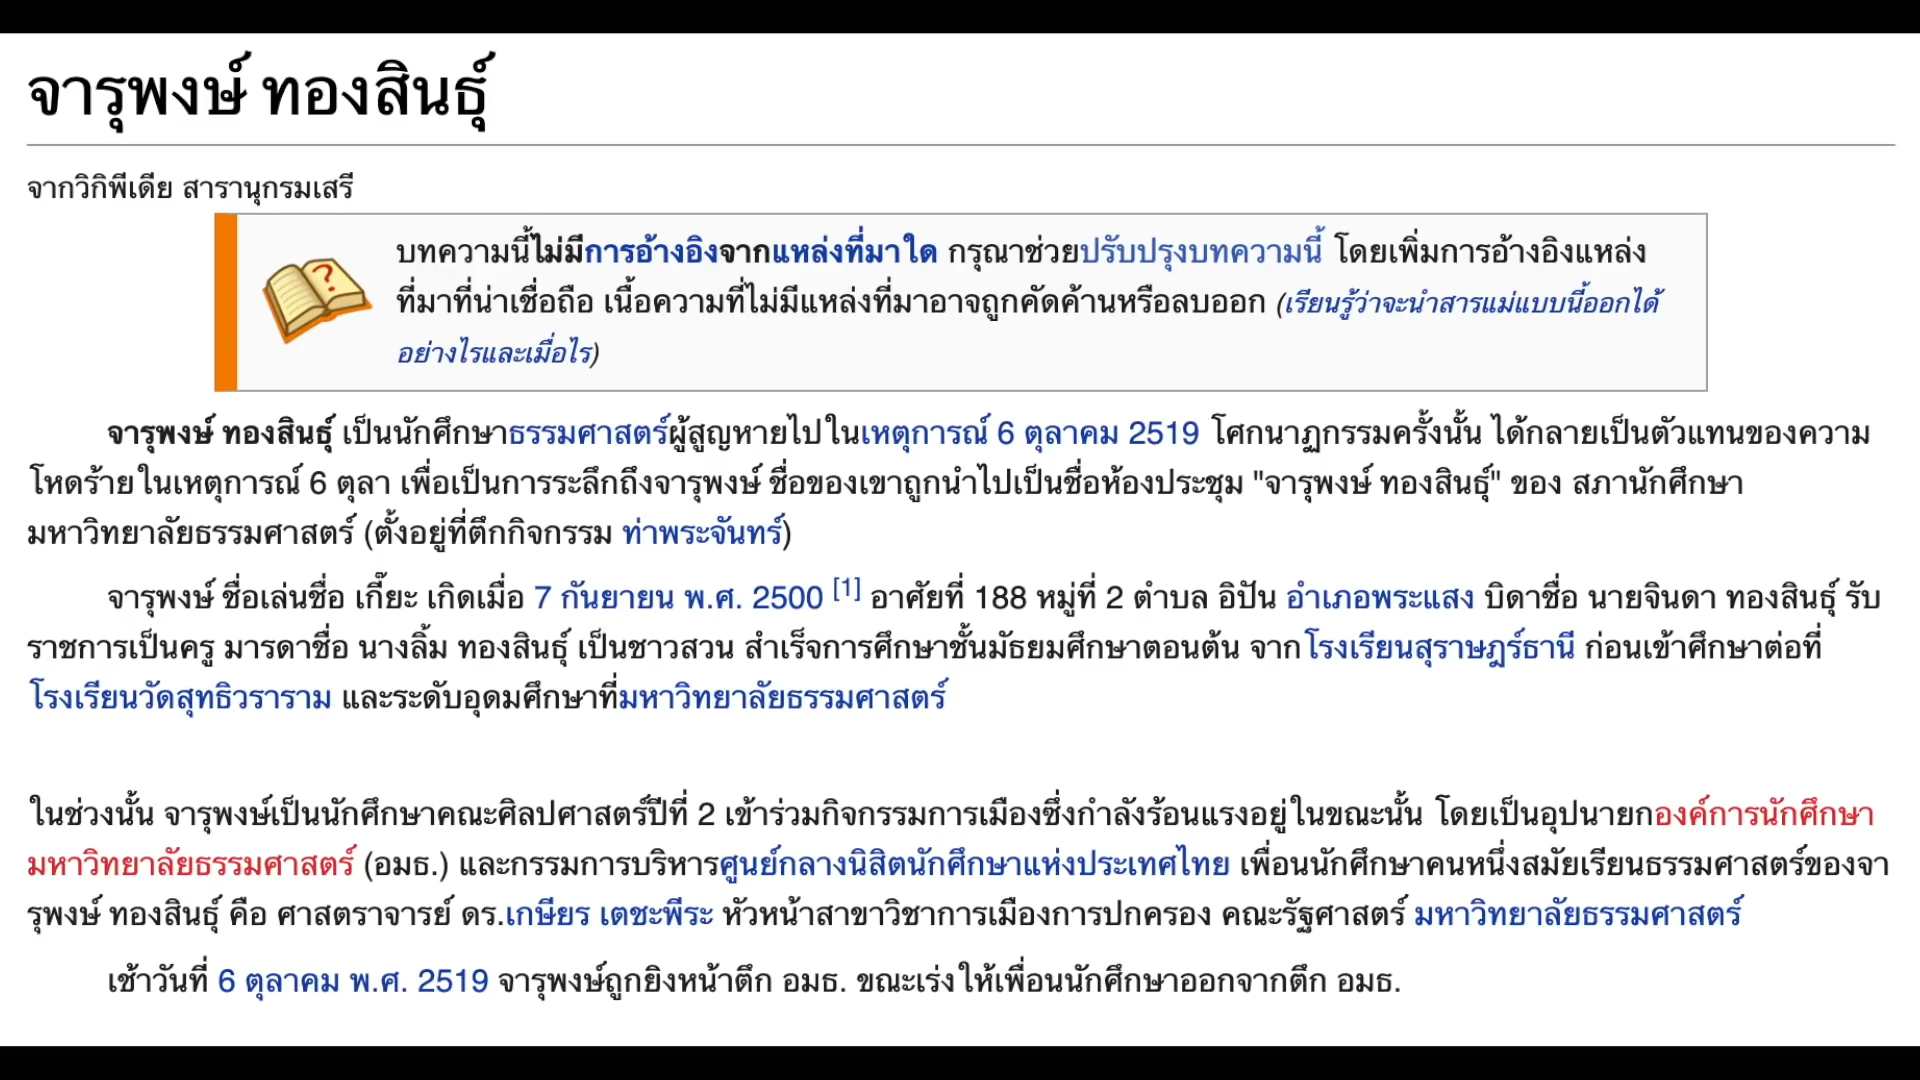 จารุพงษ์ ทองสินธุ์
จากวิกิพีเดีย สารานุกรมเสรี
บทความนี้ไม่มีการอ้างอิงจากแหล่งที่มาใด กรุณาช่วยปรับปรุงบทความนี้ โดยเพิ่มการอ้างอิงแหล่ง
ที่มาที่น่าเชื่อถือ เนื้อความที่ไม่มีแหล่งที่มาอาจถูกคัดค้านหรือลบออก (เรียนรู้ว่าจะนำสารแม่แบบนี้ออกได้
อย่างไรและเมื่อไร)
จารุพงษ์ ทองสินธุ์ เป็นนักศึกษาธรรมศาสตร์ผู้สูญหายไปในเหตุการณ์ 6 ตุลาคม 2519 โศกนาฏกรรมครั้งนั้น ได้กลายเป็นตัวแทนของความ
โหดร้ายในเหตุการณ์ 6 ตุลา เพื่อเป็นการระลึกถึงจารุพงษ์ ชื่อของเขาถูกนำไปเป็นชื่อห้องประชุม "จารุพงษ์ ทองสินธุ์" ของ สภานักศึกษา
มหาวิทยาลัยธรรมศาสตร์ (ตั้งอยู่ที่ตึกกิจกรรม ท่าพระจันทร์)
จารุพงษ์ ชื่อเล่นชื่อ เกี๊ยะ เกิดเมื่อ 7 กันยายน พ.ศ. 2500 [1] อาศัยที่ 188 หมู่ที่ 2 ตำบล อิปัน อำเภอพระแสง บิดาชื่อ นายจินดา ทองสินธุ์ รับ
ราชการเป็นครู มารดาชื่อ นางลิ้ม ทองสินธุ์ เป็นชาวสวน สำเร็จการศึกษาชั้นมัธยมศึกษาตอนต้น จากโรงเรียนสุราษฎร์ธานี ก่อนเข้าศึกษาต่อที่
โรงเรียนวัดสุทธิวราราม และระดับอุดมศึกษาที่มหาวิทยาลัยธรรมศาสตร์
ในช่วงนั้น จารุพงษ์เป็นนักศึกษาคณะศิลปศาสตร์ปีที่ 2 เข้าร่วมกิจกรรมการเมืองซึ่งกำลังร้อนแรงอยู่ในขณะนั้น โดยเป็นอุปนายกองค์การนักศึกษา
มหาวิทยาลัยธรรมศาสตร์ (อมธ.) และกรรมการบริหารศูนย์กลางนิสิตนักศึกษาแห่งประเทศไทย เพื่อนนักศึกษาคนหนึ่งสมัยเรียนธรรมศาสตร์ของจา
รุพงษ์ ทองสินธุ์ คือ ศาสตราจารย์ ดร.เกษียร เตชะพีระ หัวหน้าสาขาวิชาการเมืองการปกครอง คณะรัฐศาสตร์ มหาวิทยาลัยธรรมศาสตร์
เช้าวันที่ 6 ตุลาคม พ.ศ. 2519 จารุพงษ์ถูกยิงหน้าตึก อมธ. ขณะเร่งให้เพื่อนนักศึกษาออกจากตึก อมธ.